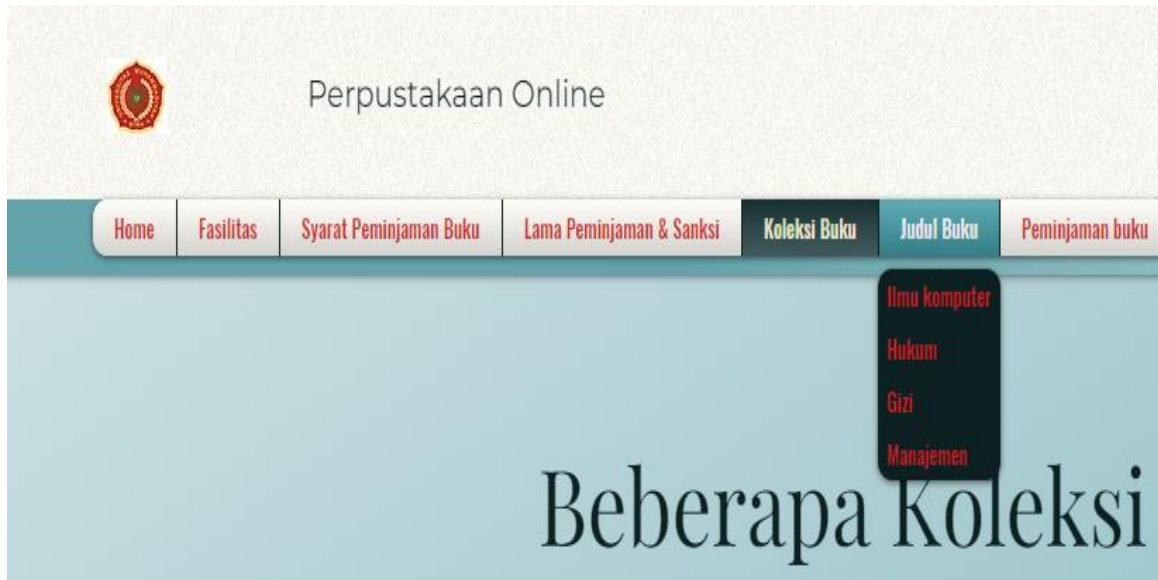 Perpustakaan Online
Home Fasilitas Syarat Peminjaman Buku Lama Peminjaman & Sanksi Koleksi Buku Judul Buku Peminjaman buku
Ilmu komputer
Hukum
Gizi
Manajemen
Beberapa Koleksi